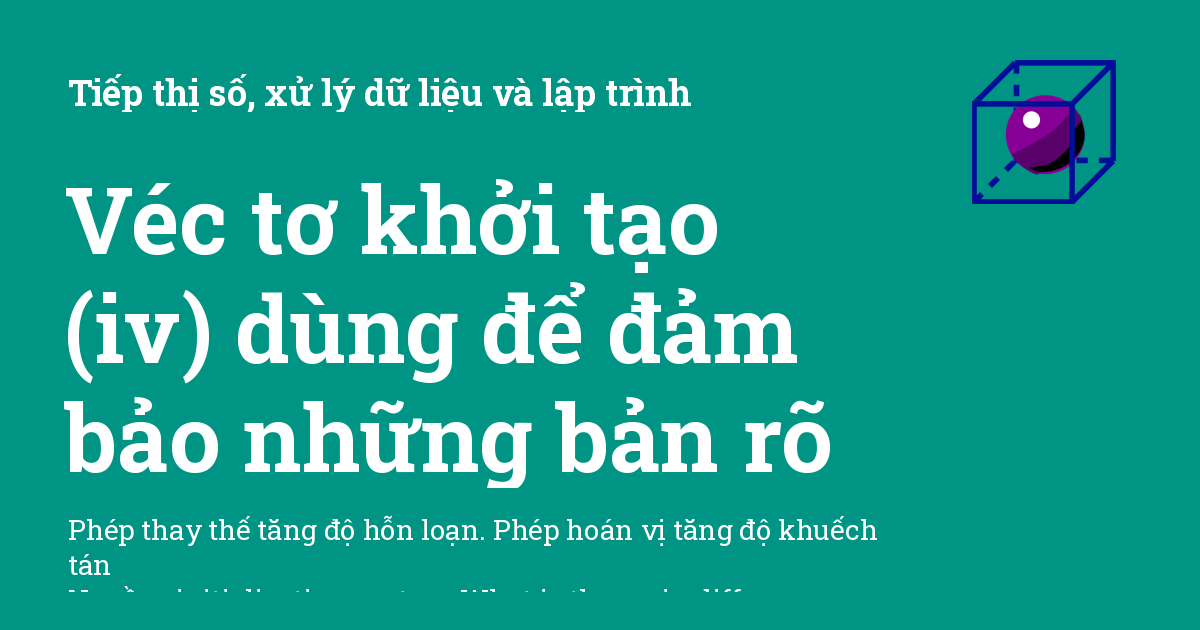 Tiếp thị số, xử lý dữ liệu và lập trình
Véc tơ khởi tạo
(iv) dùng để đảm
bảo những bản rõ
Phép thay thế tăng độ hỗn loạn. Phép hoán vị tăng độ khuếch
tán